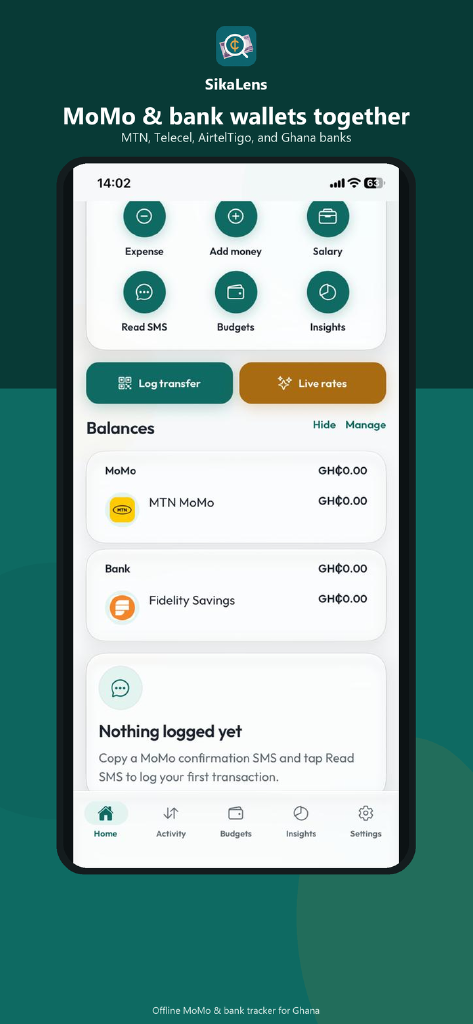 SikaLens
MoMo & bank wallets together
MTN, Telecel, AirtelTigo, and Ghana banks
14:02
63
Expense
Add money
Salary
Read SMS
Budgets
Insights
Log transfer
Live rates
Balances
Hide
Manage
MoMo
GH₵0.00
MTN
MTN MoMo
GH₵0.00
Bank
GH₵0.00
Fidelity Savings
GH₵0.00
Nothing logged yet
Copy a MoMo confirmation SMS and tap Read
SMS to log your first transaction.
Home
Activity
Budgets
Insights
Settings
Offline MoMo & bank tracker for Ghana